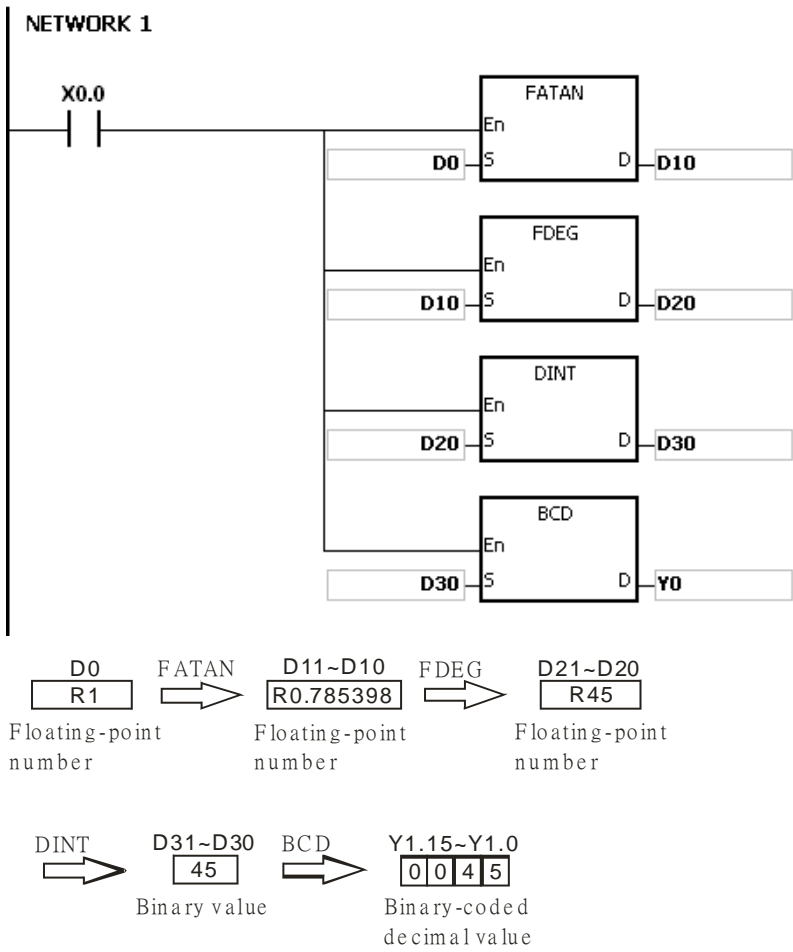 NETWORK 1
X0.0
FATAN
En
D0 S D D10
FDEG
En
D10 S D D20
DINT
En
D20 S D D30
BCD
En
D30 S D Y0
D0 FATAN D11~D10 FDEG D21~D20
R1 R0.785398 R45
Floating-point Floating-point Floating-point
number number number
DINT D31~D30 BCD Y1.15~Y1.0
45 0 0 4 5
Binary value Binary-coded
decimal value